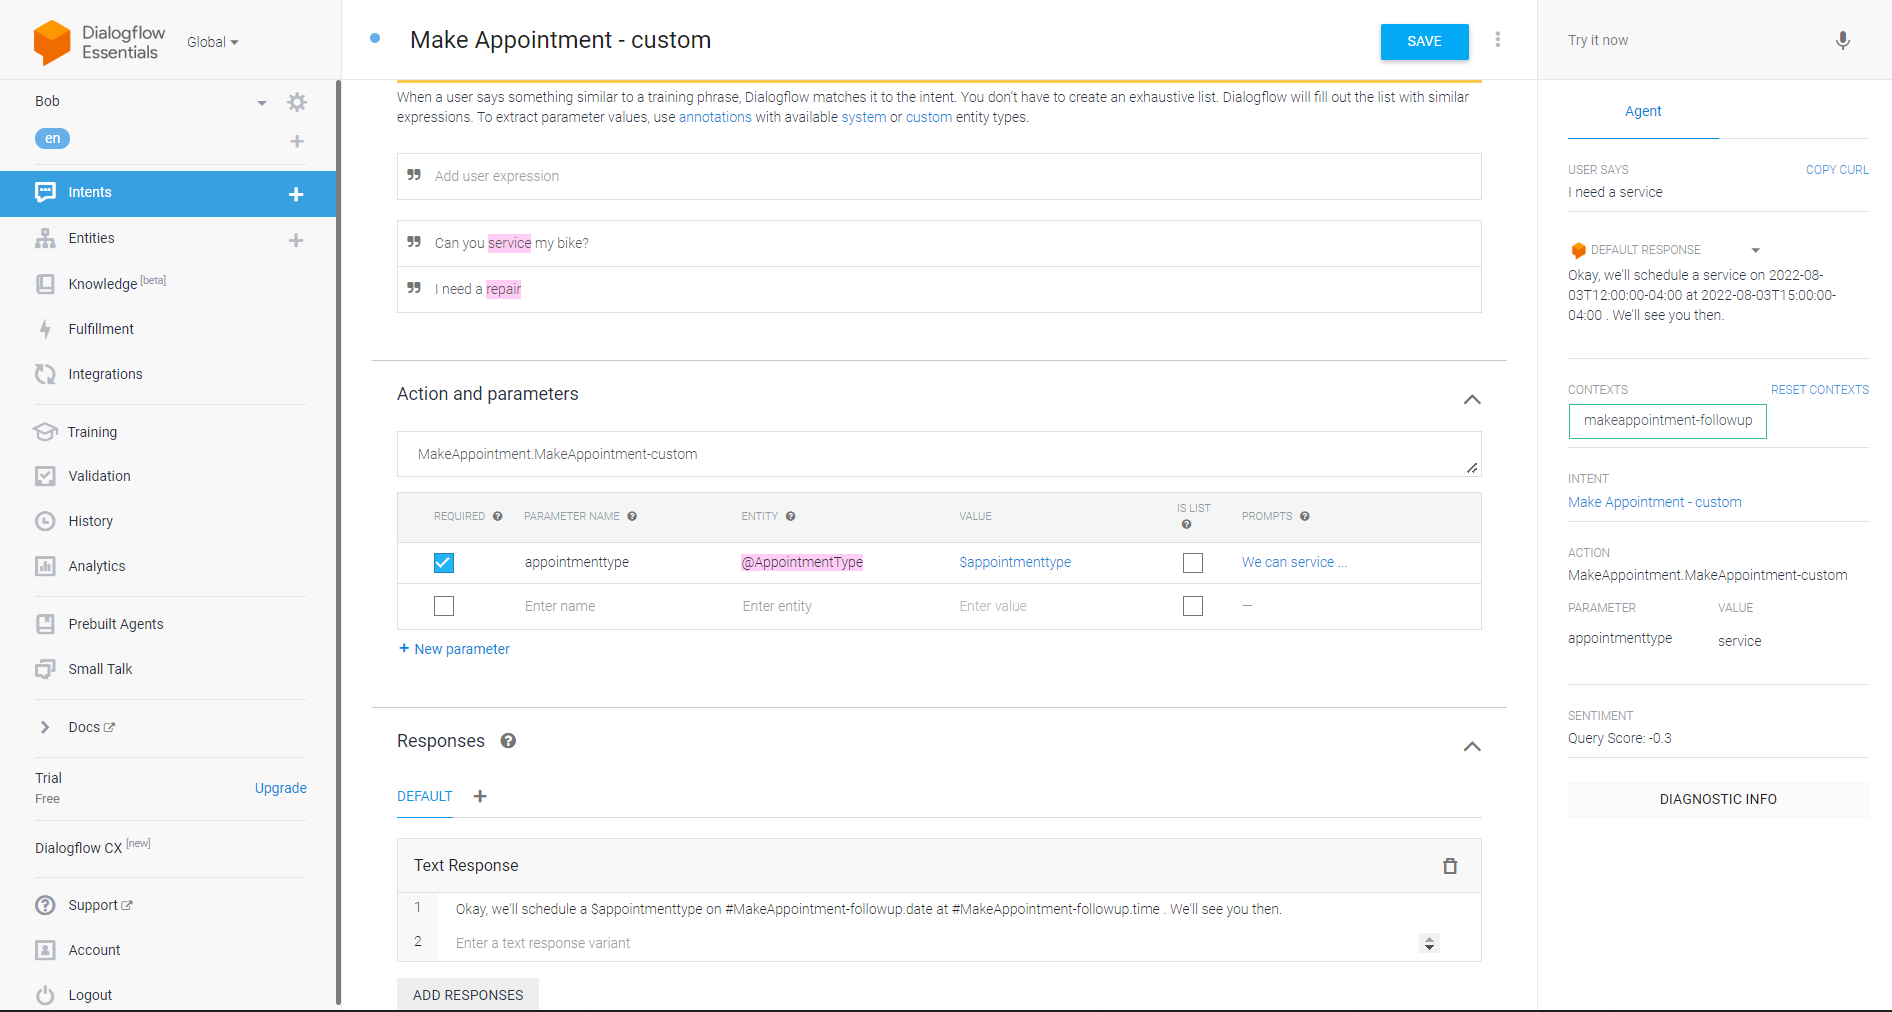 Dialogflow
Essentials
Global
Make Appointment - custom
SAVE
Try it now
Bob
en
Intents
Entities
Knowledge [beta]
Fulfillment
Integrations
Training
Validation
History
Analytics
Prebuilt Agents
Small Talk
Docs
Trial
Free
Upgrade
Dialogflow CX [new]
Support
Account
Logout
When a user says something similar to a training phrase, Dialogflow matches it to the intent. You don't have to create an exhaustive list. Dialogflow will fill out the list with similar
expressions. To extract parameter values, use annotations with available system or custom entity types.
Add user expression
Can you service my bike?
I need a repair
Action and parameters
MakeAppointment.MakeAppointment-custom
REQUIRED PARAMETER NAME ENTITY VALUE IS LIST PROMPTS
appointmenttype @AppointmentType $appointmenttype We can service ...
Enter name Enter entity Enter value –
+ New parameter
Responses
DEFAULT
Text Response
1 Okay, we'll schedule a $appointmenttype on #MakeAppointment-followup.date at #MakeAppointment-followup.time . We'll see you then.
2 Enter a text response variant
ADD RESPONSES
Agent
USER SAYS COPY CURL
I need a service
DEFAULT RESPONSE
Okay, we'll schedule a service on 2022-08-
03T12:00:00-04:00 at 2022-08-03T15:00:00-
04:00 . We'll see you then.
CONTEXTS RESET CONTEXTS
makeappointment-followup
INTENT
Make Appointment - custom
ACTION
MakeAppointment.MakeAppointment-custom
PARAMETER VALUE
appointmenttype service
SENTIMENT
Query Score: -0.3
DIAGNOSTIC INFO